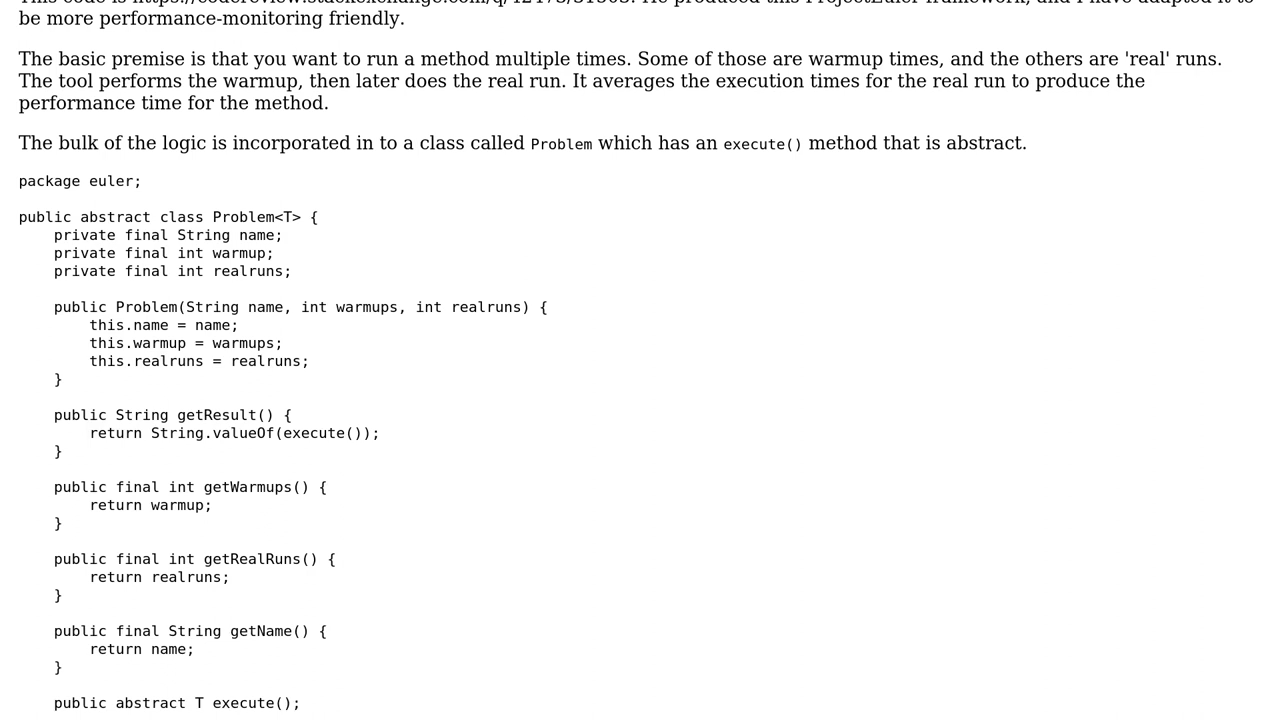 be more performance-monitoring friendly.
The basic premise is that you want to run a method multiple times. Some of those are warmup times, and the others are 'real' runs.
The tool performs the warmup, then later does the real run. It averages the execution times for the real run to produce the
performance time for the method.
The bulk of the logic is incorporated in to a class called Problem which has an execute() method that is abstract.
package euler;
public abstract class Problem<T> {
    private final String name;
    private final int warmup;
    private final int realruns;
    public Problem(String name, int warmups, int realruns) {
        this.name = name;
        this.warmup = warmups;
        this.realruns = realruns;
    }
    public String getResult() {
        return String.valueOf(execute());
    }
    public final int getWarmups() {
        return warmup;
    }
    public final int getRealRuns() {
        return realruns;
    }
    public final String getName() {
        return name;
    }
    public abstract T execute();